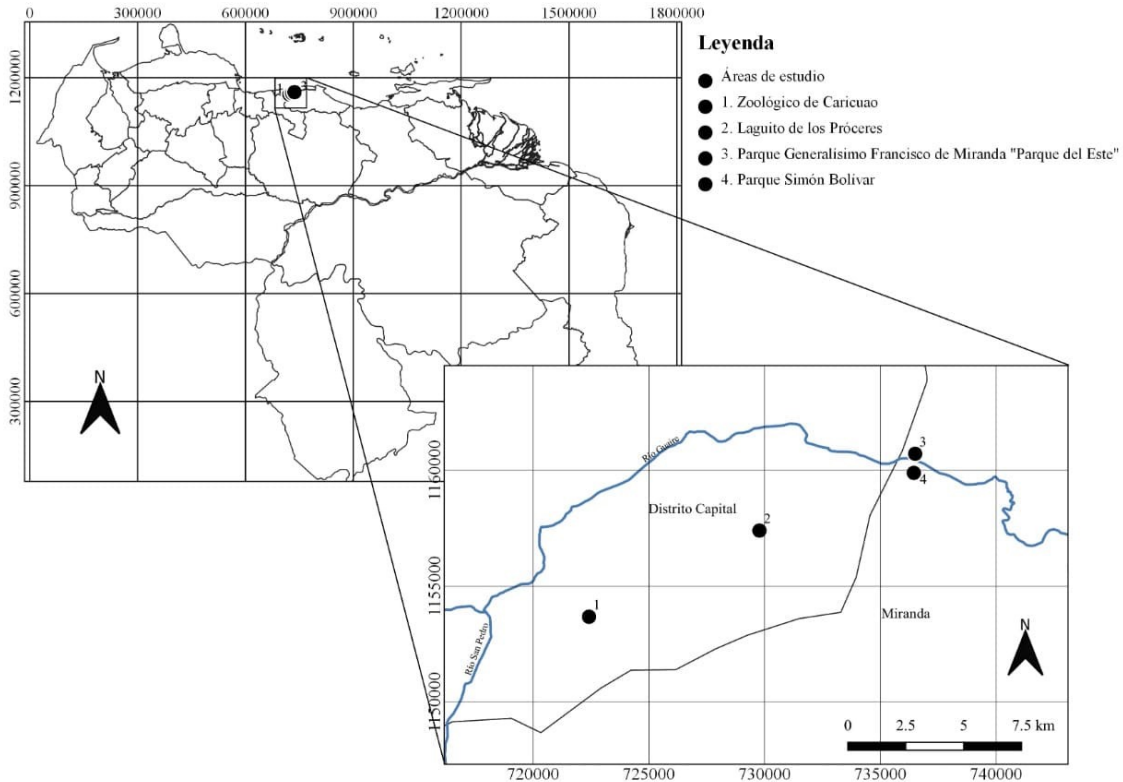 0 300000 600000 900000 1200000 1500000 1800000
1200000
900000
600000
300000
N
Leyenda
Áreas de estudio
1. Zoológico de Caricuao
2. Laguito de los Próceres
3. Parque Generalisimo Francisco de Miranda "Parque del Este"
4. Parque Simón Bolívar
1160000
1155000
1150000
Río Guaire
3
4
Distrito Capital
2
1
Miranda
Río San Pedro
N
0 2.5 5 7.5 km
720000 725000 730000 735000 740000